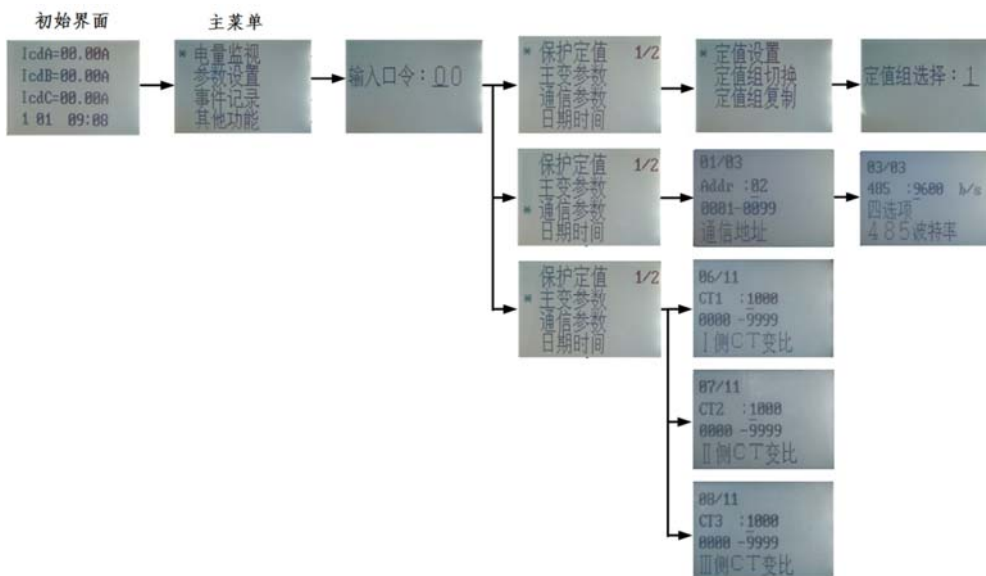 初始界面
主菜单
IcdA=00.00A
IcdB=00.00A
IcdC=00.00A
1 01 09:08
* 电量监视
参数设置
事件记录
其他功能
输入口令：00
* 保护定值 1/2
主变参数
通信参数
日期时间
* 定值设置
定值组切换
定值组复制
定值组选择：1
保护定值 1/2
主变参数
* 通信参数
日期时间
01/03
Addr :02
0001-0099
通信地址
03/03
485 :9600 b/s
四选项
485波特率
保护定值 1/2
* 主变参数
通信参数
日期时间
06/11
CT1 :1000
0000-9999
Ⅰ侧CT变比
07/11
CT2 :1000
0000-9999
Ⅱ侧CT变比
08/11
CT3 :1000
0000-9999
Ⅲ侧CT变比